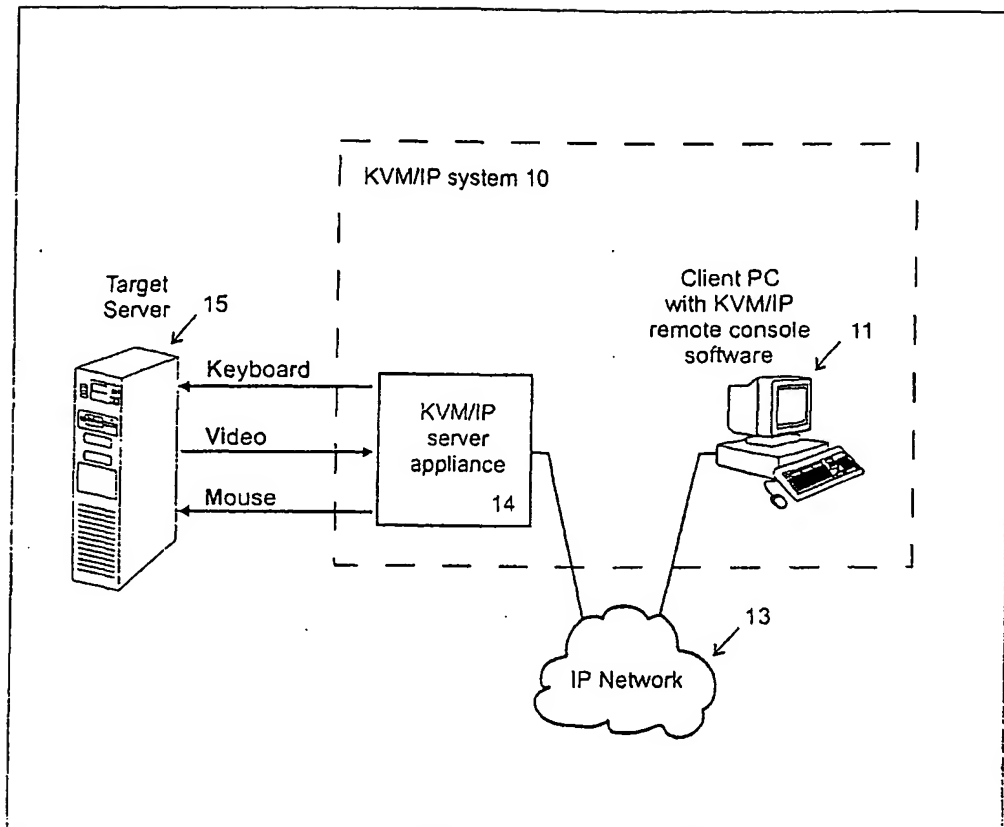 KVM/IP system 10
Target
Server
15
Client PC
with KVM/IP
remote console
software
11
Keyboard
Video
Mouse
KVM/IP
server
appliance
14
13
IP Network